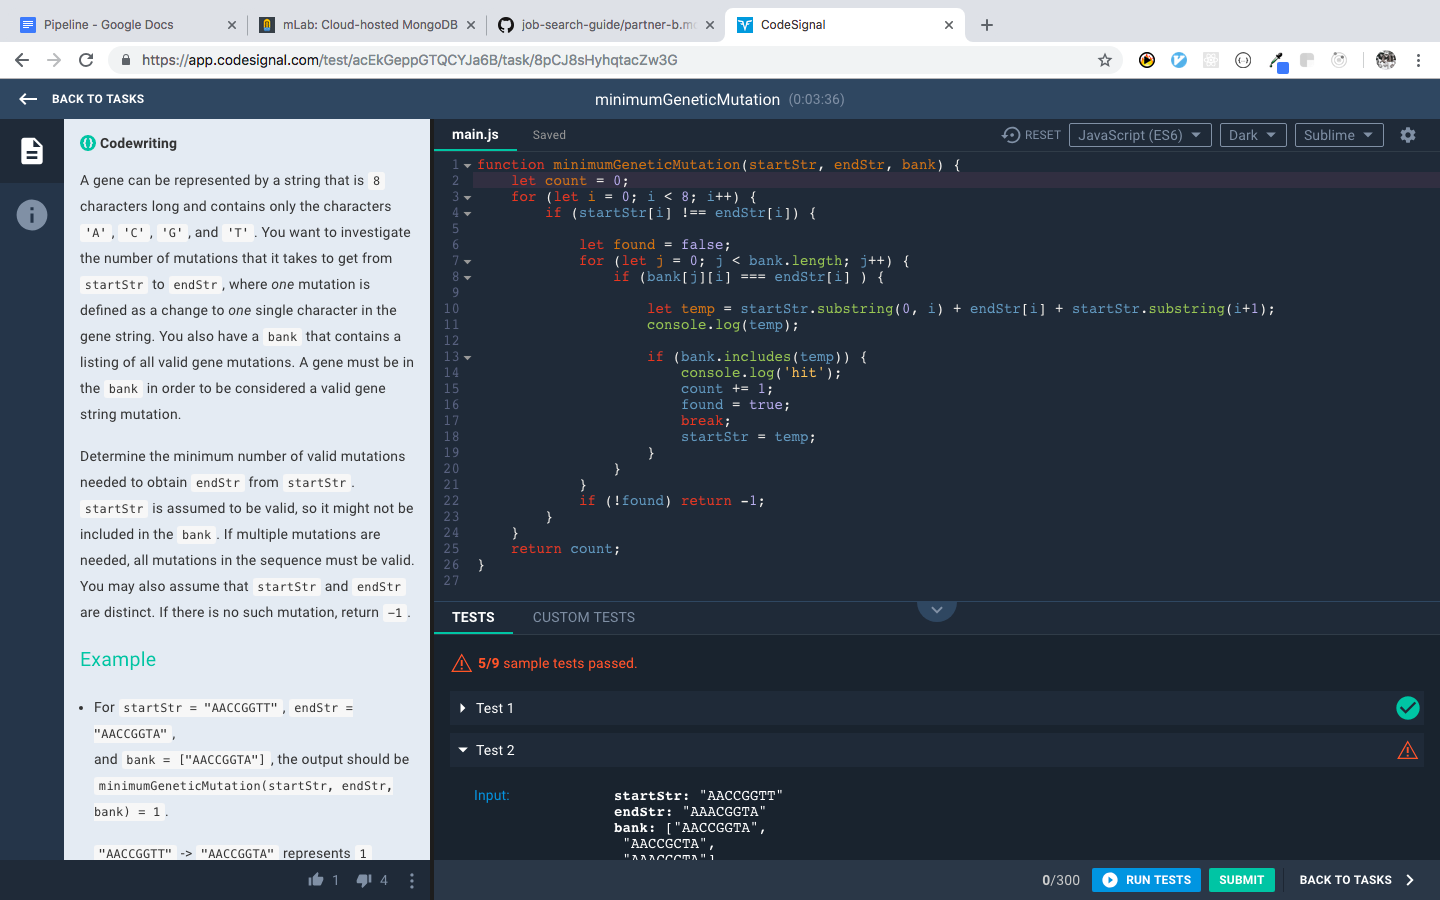 Pipeline - Google Docs
mLab: Cloud-hosted MongoDB
job-search-guide/partner-b.m
CodeSignal
https://app.codesignal.com/test/acEkGeppGTQCYJa6B/task/8pCJ8sHyhqtacZw3G
BACK TO TASKS
minimumGeneticMutation (0:03:36)
Codewriting
A gene can be represented by a string that is 8
characters long and contains only the characters
'A', 'C', 'G', and 'T'. You want to investigate
the number of mutations that it takes to get from
startStr to endStr, where one mutation is
defined as a change to one single character in the
gene string. You also have a bank that contains a
listing of all valid gene mutations. A gene must be in
the bank in order to be considered a valid gene
string mutation.
Determine the minimum number of valid mutations
needed to obtain endStr from startStr.
startStr is assumed to be valid, so it might not be
included in the bank. If multiple mutations are
needed, all mutations in the sequence must be valid.
You may also assume that startStr and endStr
are distinct. If there is no such mutation, return -1.
Example
• For startStr = "AACCGGTT", endStr =
"AACCGGTA",
and bank = ["AACCGGTA"], the output should be
minimumGeneticMutation(startStr, endStr,
bank) = 1.
"AACCGGTT" -> "AACCGGTA" represents 1
1
4
main.js
Saved
RESET
JavaScript (ES6)
Dark
Sublime
1 function minimumGeneticMutation(startStr, endStr, bank) {
2 let count = 0;
3 for (let i = 0; i < 8; i++) {
4 if (startStr[i] !== endStr[i]) {
5
6 let found = false;
7 for (let j = 0; j < bank.length; j++) {
8 if (bank[j][i] === endStr[i] ) {
9
10 let temp = startStr.substring(0, i) + endStr[i] + startStr.substring(i+1);
11 console.log(temp);
12
13 if (bank.includes(temp)) {
14 console.log('hit');
15 count += 1;
16 found = true;
17 break;
18 startStr = temp;
19 }
20 }
21 }
22 if (!found) return -1;
23 }
24 }
25 return count;
26 }
27
TESTS
CUSTOM TESTS
5/9 sample tests passed.
Test 1
Test 2
Input:
startStr: "AACCGGTT"
endStr: "AAACGGTA"
bank: ["AACCGGTA",
"AACCGCTA",
"AAACGGTA"]
0/300
RUN TESTS
SUBMIT
BACK TO TASKS